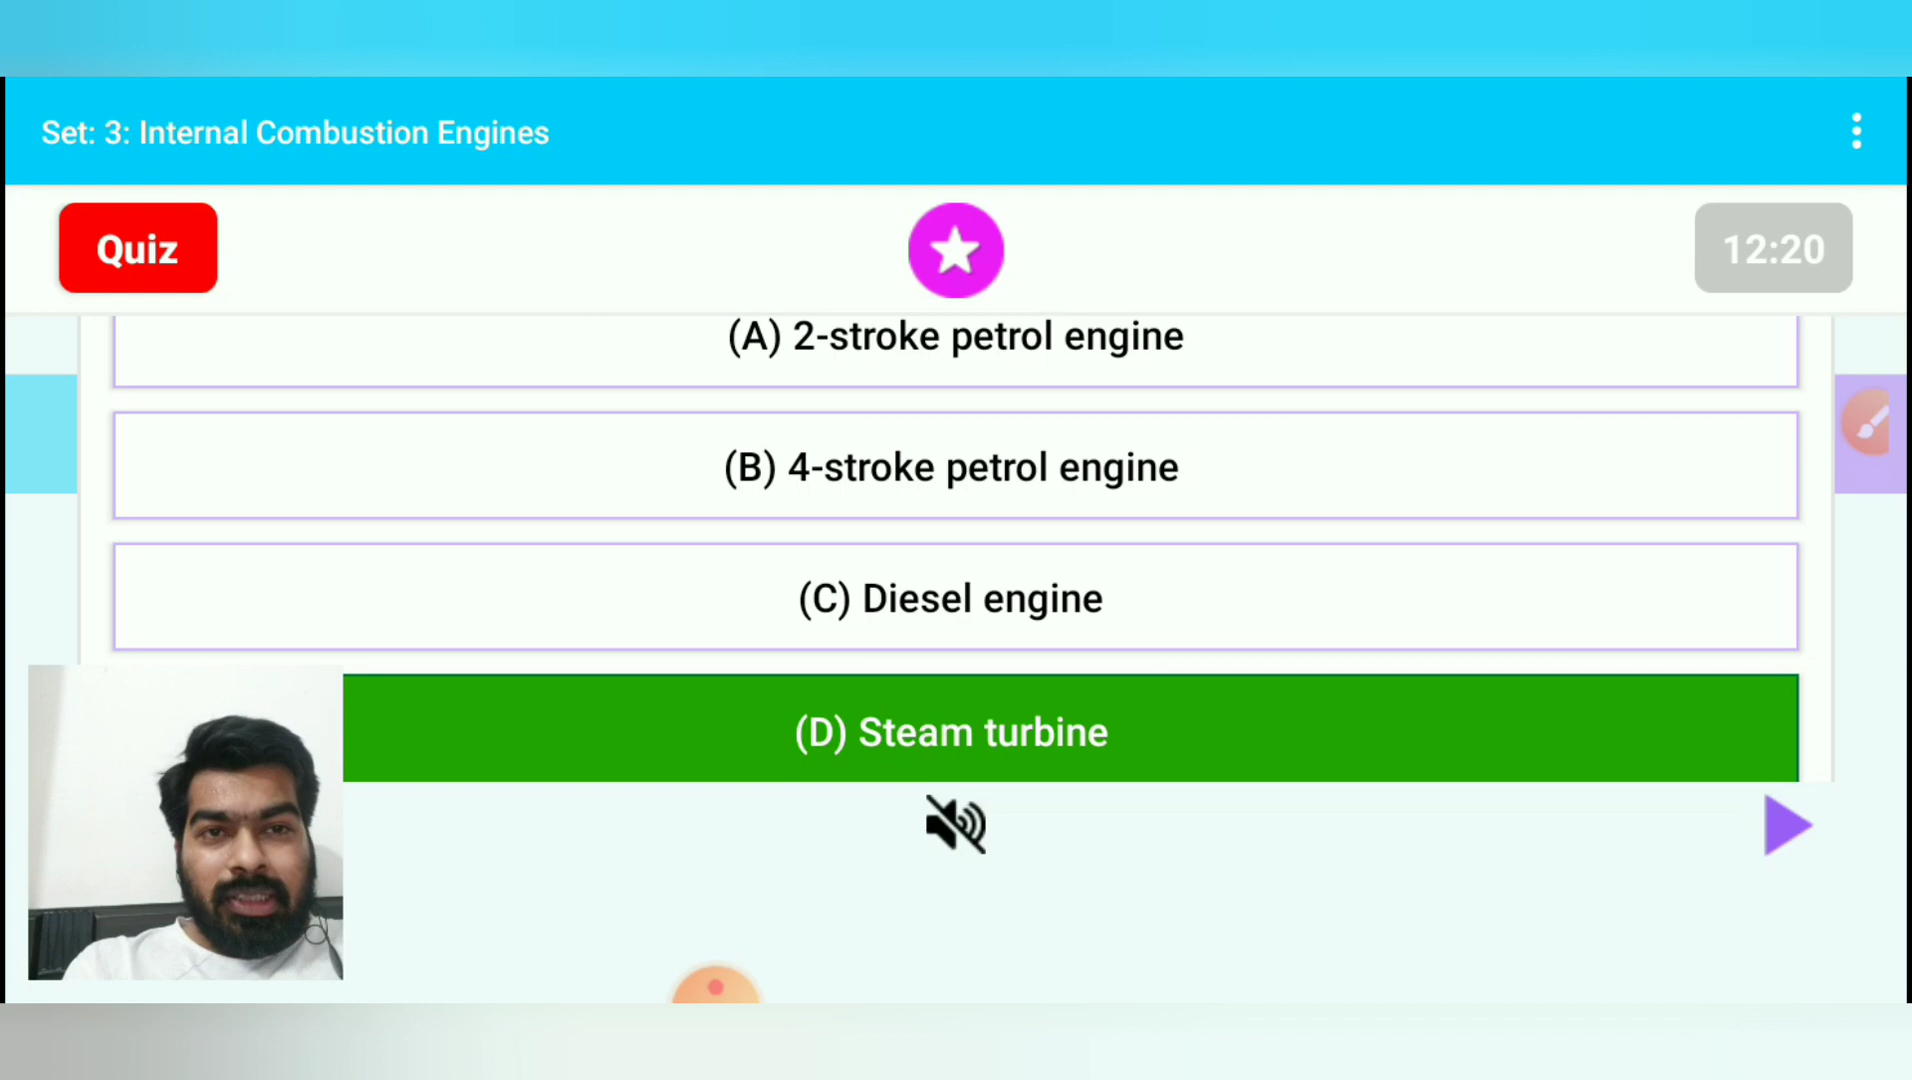 Set: 3: Internal Combustion Engines
Quiz
12:20
(A) 2-stroke petrol engine
(B) 4-stroke petrol engine
(C) Diesel engine
(D) Steam turbine